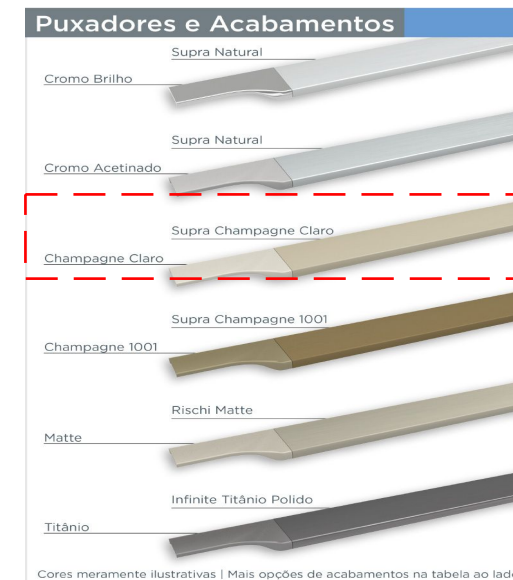 Puxadores e Acabamentos
Supra Natural
Cromo Brilho
Supra Natural
Cromo Acetinado
Supra Champagne Claro
Champagne Claro
Supra Champagne 1001
Champagne 1001
Rischi Matte
Matte
Infinite Titânio Polido
Titânio
Cores meramente ilustrativas | Mais opções de acabamentos na tabela ao lado